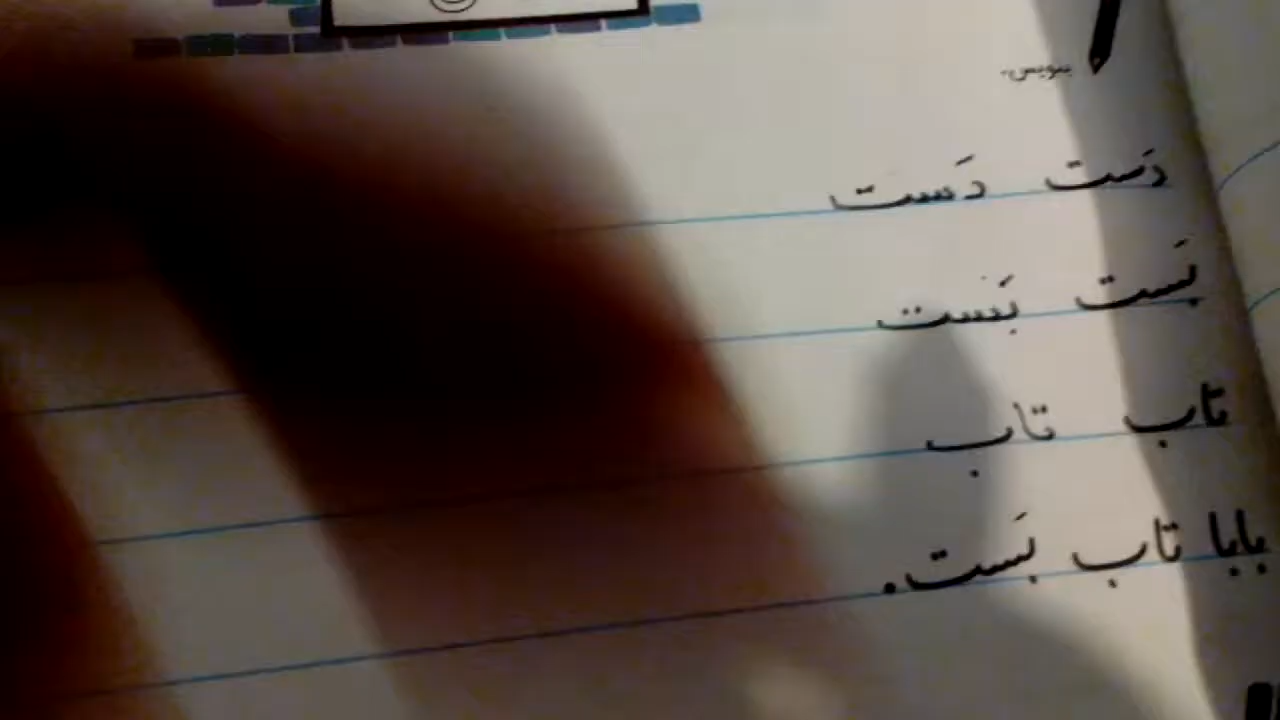 بنویس.
دَست دَست
بَست بَست
تاب تاب
بابا تاب بَست.